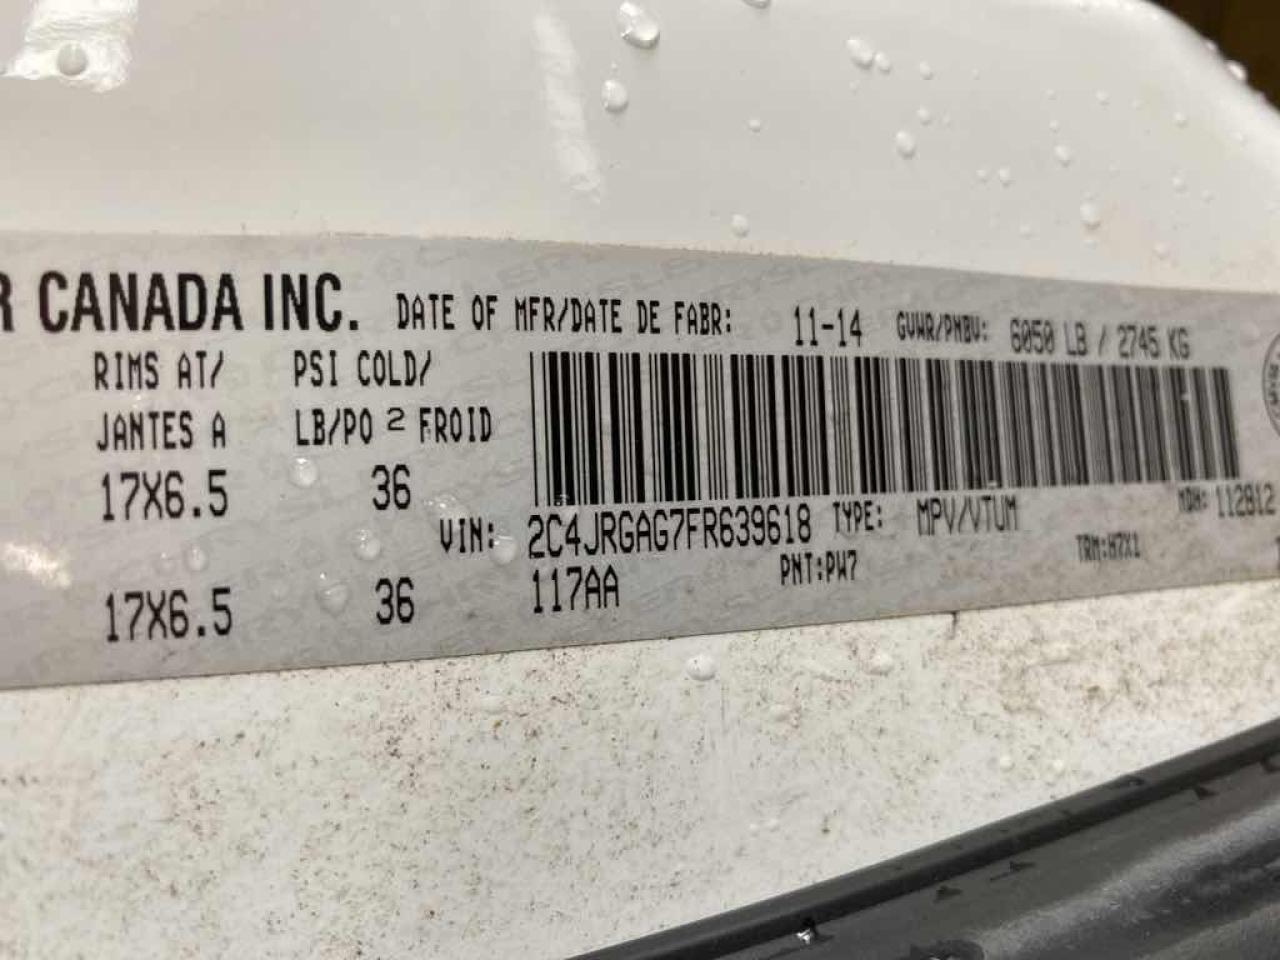 R CANADA INC. DATE OF MFR/DATE DE FABR: 11-14 GVWR/PNBV: 6050 LB / 2745 KG
RIMS AT/ PSI COLD/
JANTES A LB/PO 2 FROID
17X6.5 36
VIN: 2C4JRGAG7FR639618 TYPE: MPV/VTUM MDH: 112812
17X6.5 36 117AA PNT:PW7 TRM:H7X1